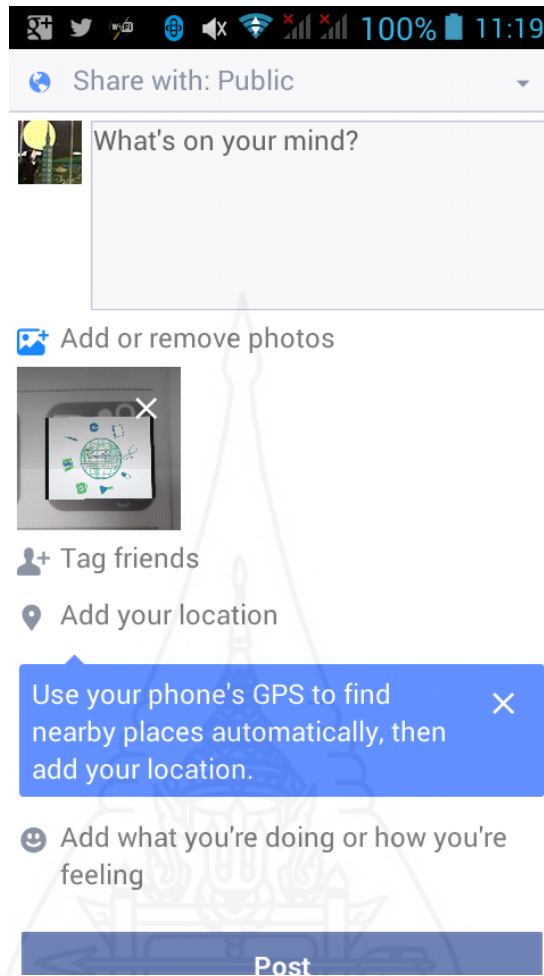 100% 11:19
Share with: Public
What's on your mind?
Add or remove photos
Tag friends
Add your location
Use your phone's GPS to find
nearby places automatically, then
add your location.
Add what you're doing or how you're
feeling
Post